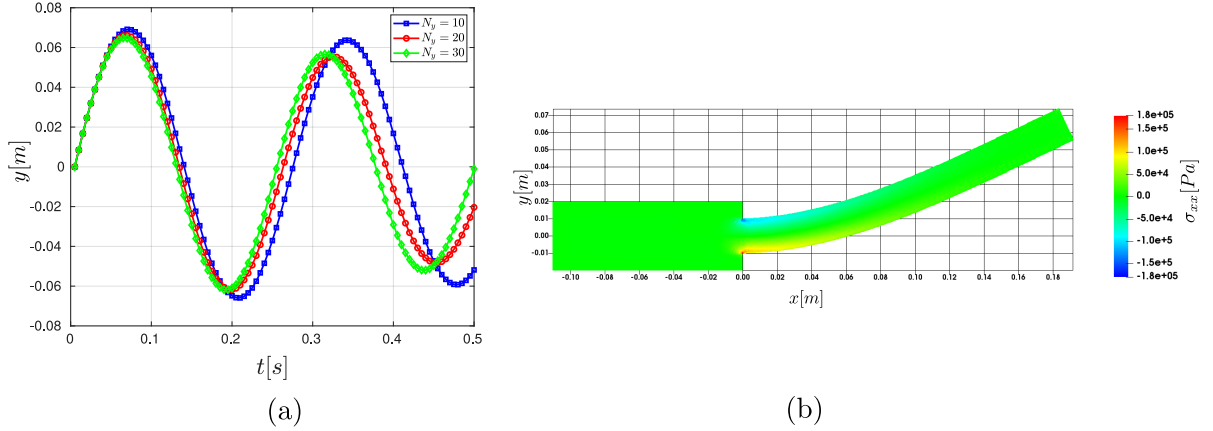 0.08
0.06
0.04
0.02
0
-0.02
-0.04
-0.06
-0.08
y[m]
N_y = 10
N_y = 20
N_y = 30
0 0.1 0.2 0.3 0.4 0.5
t[s]
(a)
0.07
0.06
0.05
0.04
0.03
0.02
0.01
0.00
-0.01
y[m]
-0.10 -0.08 -0.06 -0.04 -0.02 0.00 0.02 0.04 0.06 0.08 0.10 0.12 0.14 0.16 0.18
x[m]
1.8e+05
1.5e+5
1.0e+5
5.0e+4
0.0
-5.0e+4
-1.0e+5
-1.5e+5
-1.8e+05
σ_xx[Pa]
(b)